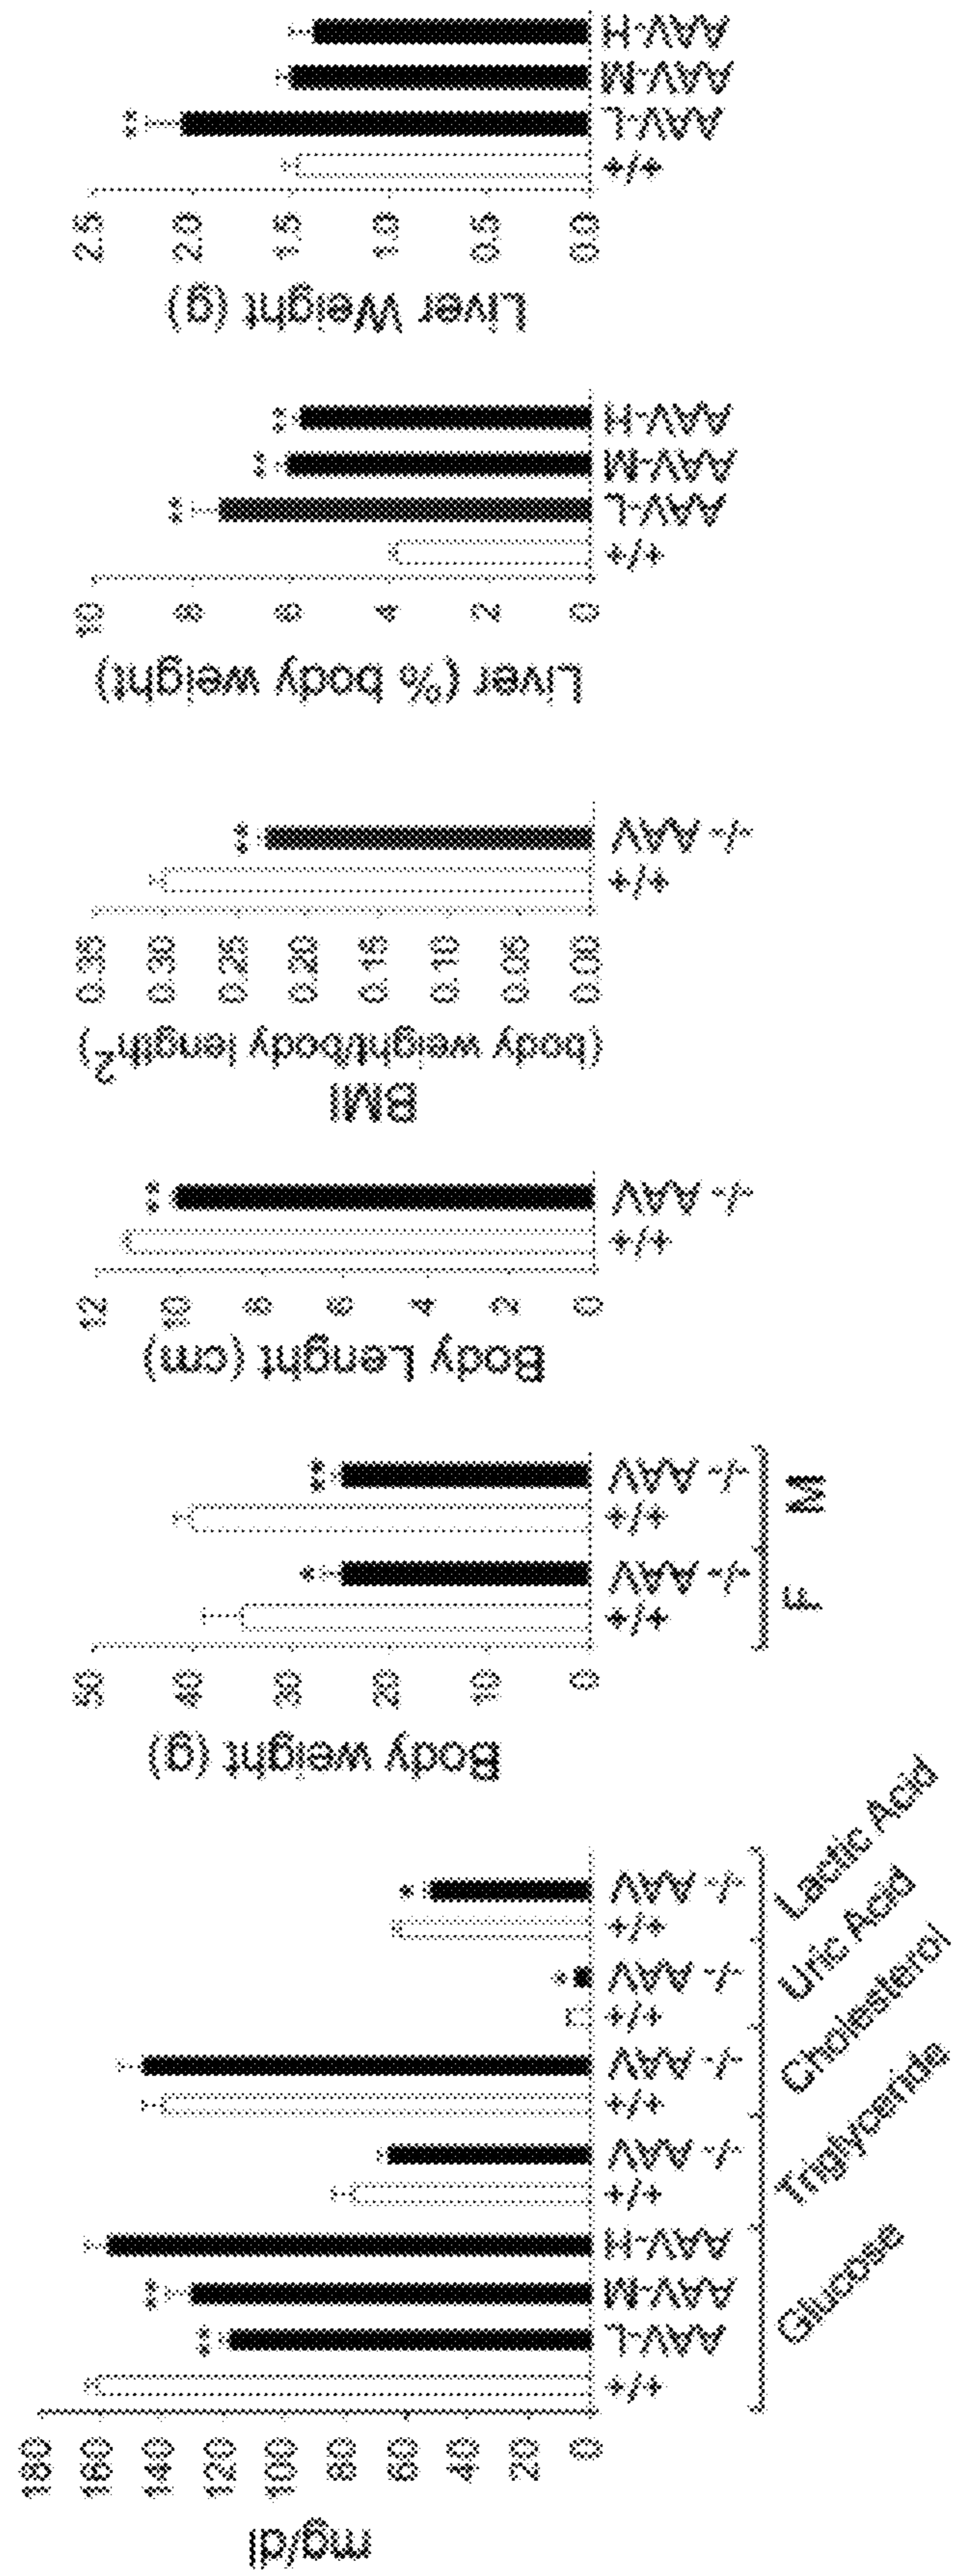 mg/dl
180
160
140
120
100
80
60
40
20
0
+/+
AAV-L
AAV-M
AAV-H
+/+
-/- AAV
+/+
-/- AAV
+/+
-/- AAV
+/+
-/- AAV
Glucose
Triglyceride
Cholesterol
Uric Acid
Lactic Acid
**
**
*
*
Body weight (g)
50
40
30
20
10
0
*
**
+/+
-/- AAV
+/+
-/- AAV
F
M
Body Lenght (cm)
12
10
8
6
4
2
0
**
+/+
-/- AAV
BMI
(body weight/body length²)
0.35
0.30
0.25
0.20
0.15
0.10
0.05
0.00
**
+/+
-/- AAV
Liver (% body weight)
10
8
6
4
2
0
**
**
**
+/+
AAV-L
AAV-M
AAV-H
Liver Weight (g)
2.5
2.0
1.5
1.0
0.5
0.0
**
+/+
AAV-L
AAV-M
AAV-H